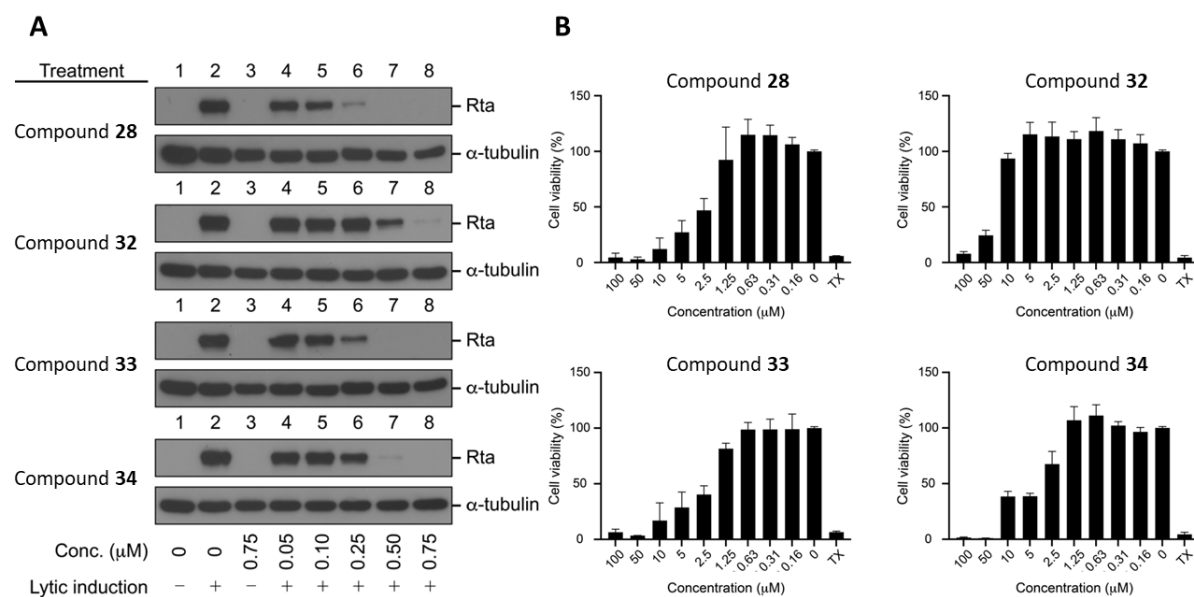 A
Treatment 1 2 3 4 5 6 7 8
Compound 28
Rta
α-tubulin
1 2 3 4 5 6 7 8
Compound 32
Rta
α-tubulin
1 2 3 4 5 6 7 8
Compound 33
Rta
α-tubulin
1 2 3 4 5 6 7 8
Compound 34
Rta
α-tubulin
Conc. (μM) 0 0 0.75 0.05 0.10 0.25 0.50 0.75
Lytic induction − + − + + + + +
B
Compound 28
Cell viability (%)
150
100
50
0
100 50 10 5 2.5 1.25 0.63 0.31 0.16 0 TX
Concentration (μM)
Compound 32
Cell viability (%)
150
100
50
0
100 50 10 5 2.5 1.25 0.63 0.31 0.16 0 TX
Concentration (μM)
Compound 33
Cell viability (%)
150
100
50
0
100 50 10 5 2.5 1.25 0.63 0.31 0.16 0 TX
Concentration (μM)
Compound 34
Cell viability (%)
150
100
50
0
100 50 10 5 2.5 1.25 0.63 0.31 0.16 0 TX
Concentration (μM)